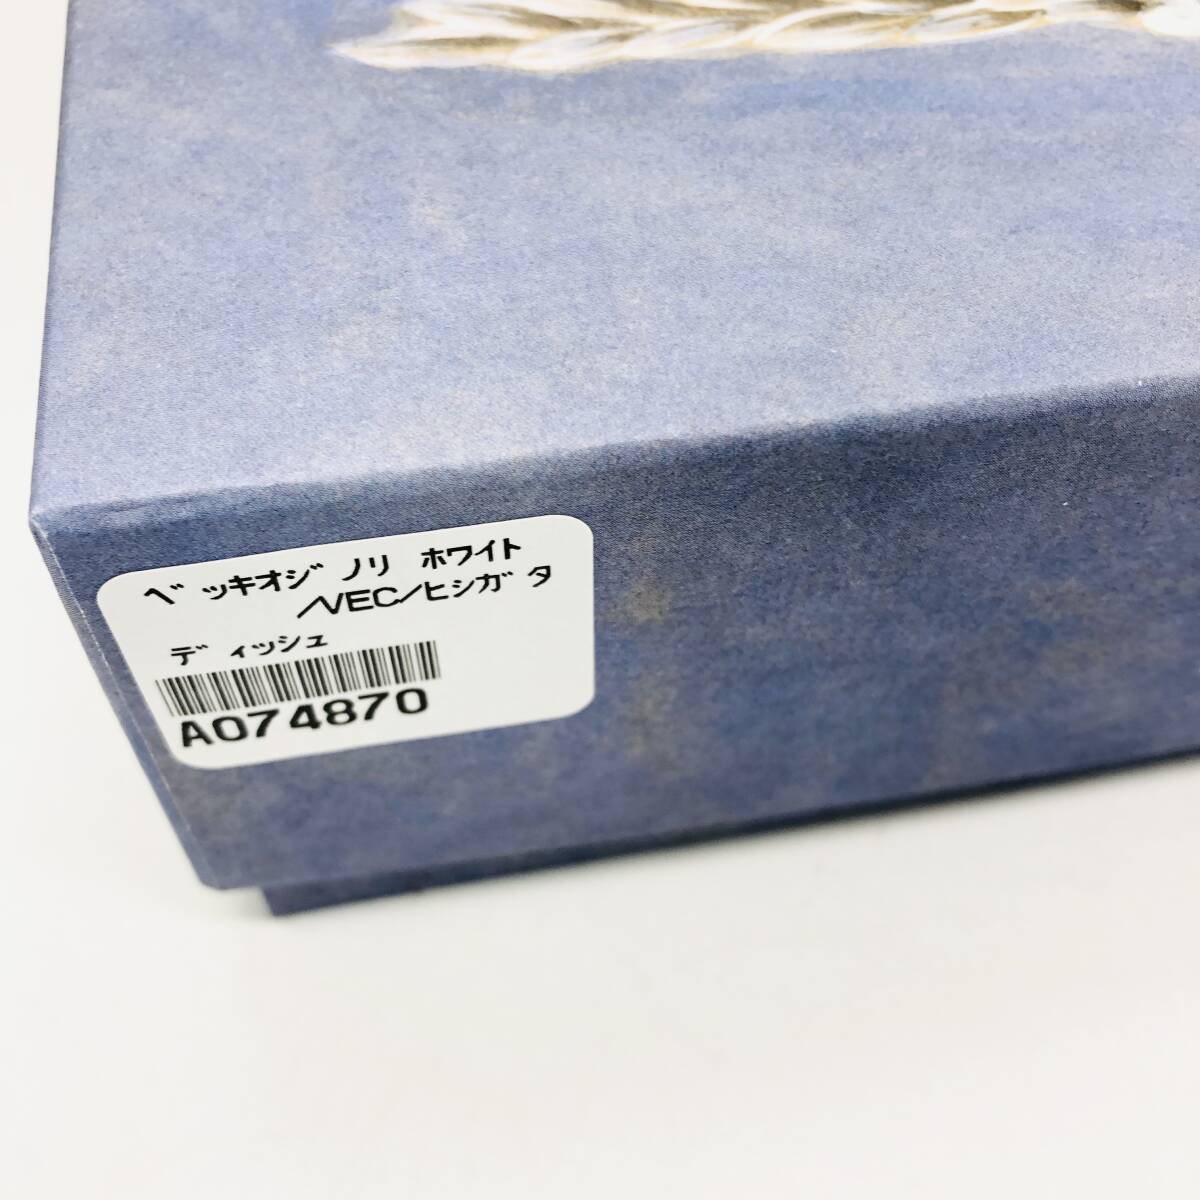 ﾍﾞｯｷｵｼﾞﾉﾘ ﾎﾜｲﾄ
/VEC/ﾋｼｶﾞﾀ
ﾃﾞｨｯｼｭ
A074870